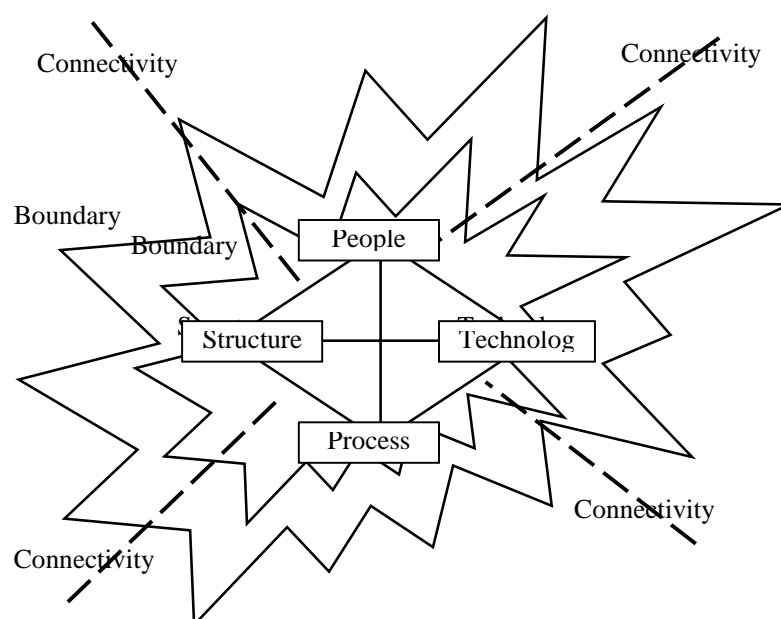 Connectivity
Connectivity
Boundary
Boundary
People
Structure
Technolog
Process
Connectivity
Connectivity